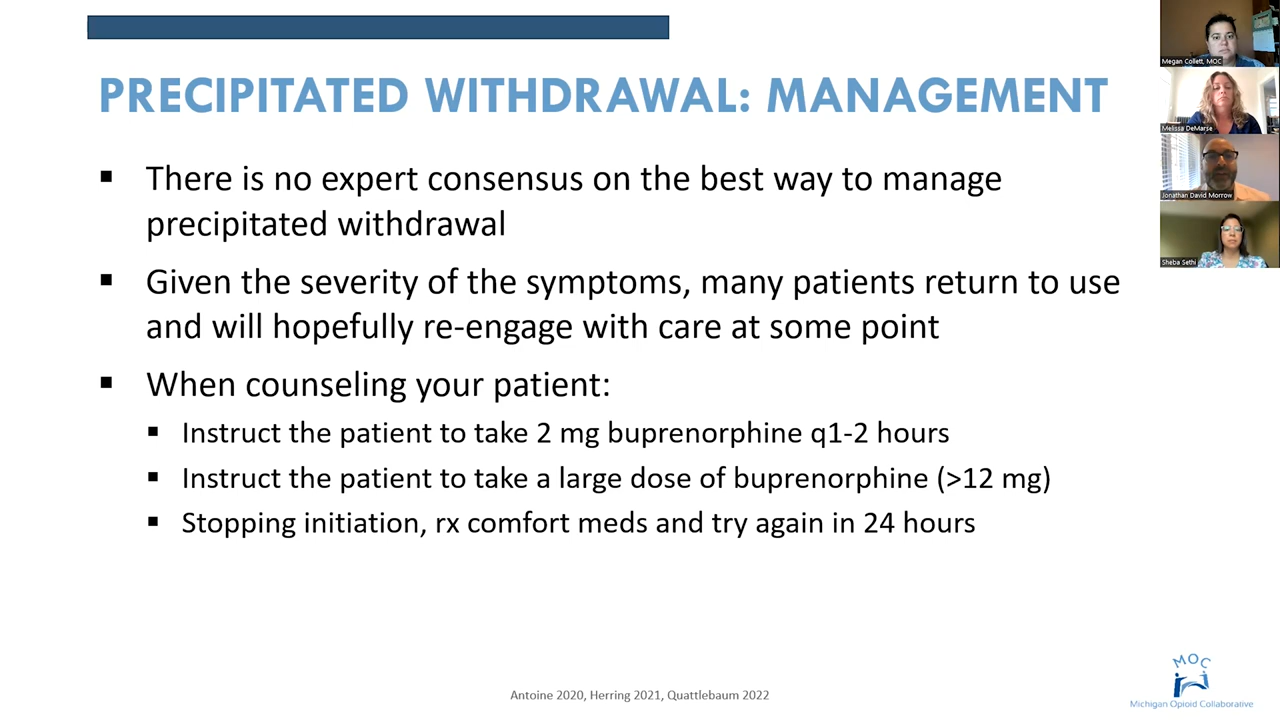 PRECIPITATED WITHDRAWAL: MANAGEMENT
There is no expert consensus on the best way to manage
precipitated withdrawal
Given the severity of the symptoms, many patients return to use
and will hopefully re-engage with care at some point
When counseling your patient:
Instruct the patient to take 2 mg buprenorphine q1-2 hours
Instruct the patient to take a large dose of buprenorphine (>12 mg)
Stopping initiation, rx comfort meds and try again in 24 hours
Antoine 2020, Herring 2021, Quattlebaum 2022
MOC
Michigan Opioid Collaborative
Megan Collett, MOC
Melissa DeMarse
Jonathan David Morrow
Sheba Sethi